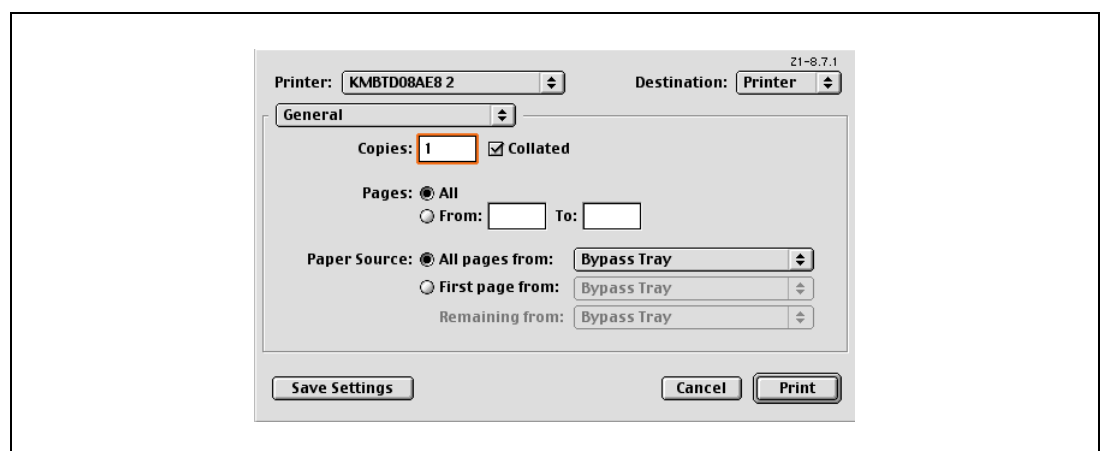 Z1-8.7.1
Printer: KMBTD08AE8 2 Destination: Printer
General
Copies: 1 Collated
Pages: All
From: To:
Paper Source: All pages from: Bypass Tray
First page from: Bypass Tray
Remaining from: Bypass Tray
Save Settings Cancel Print